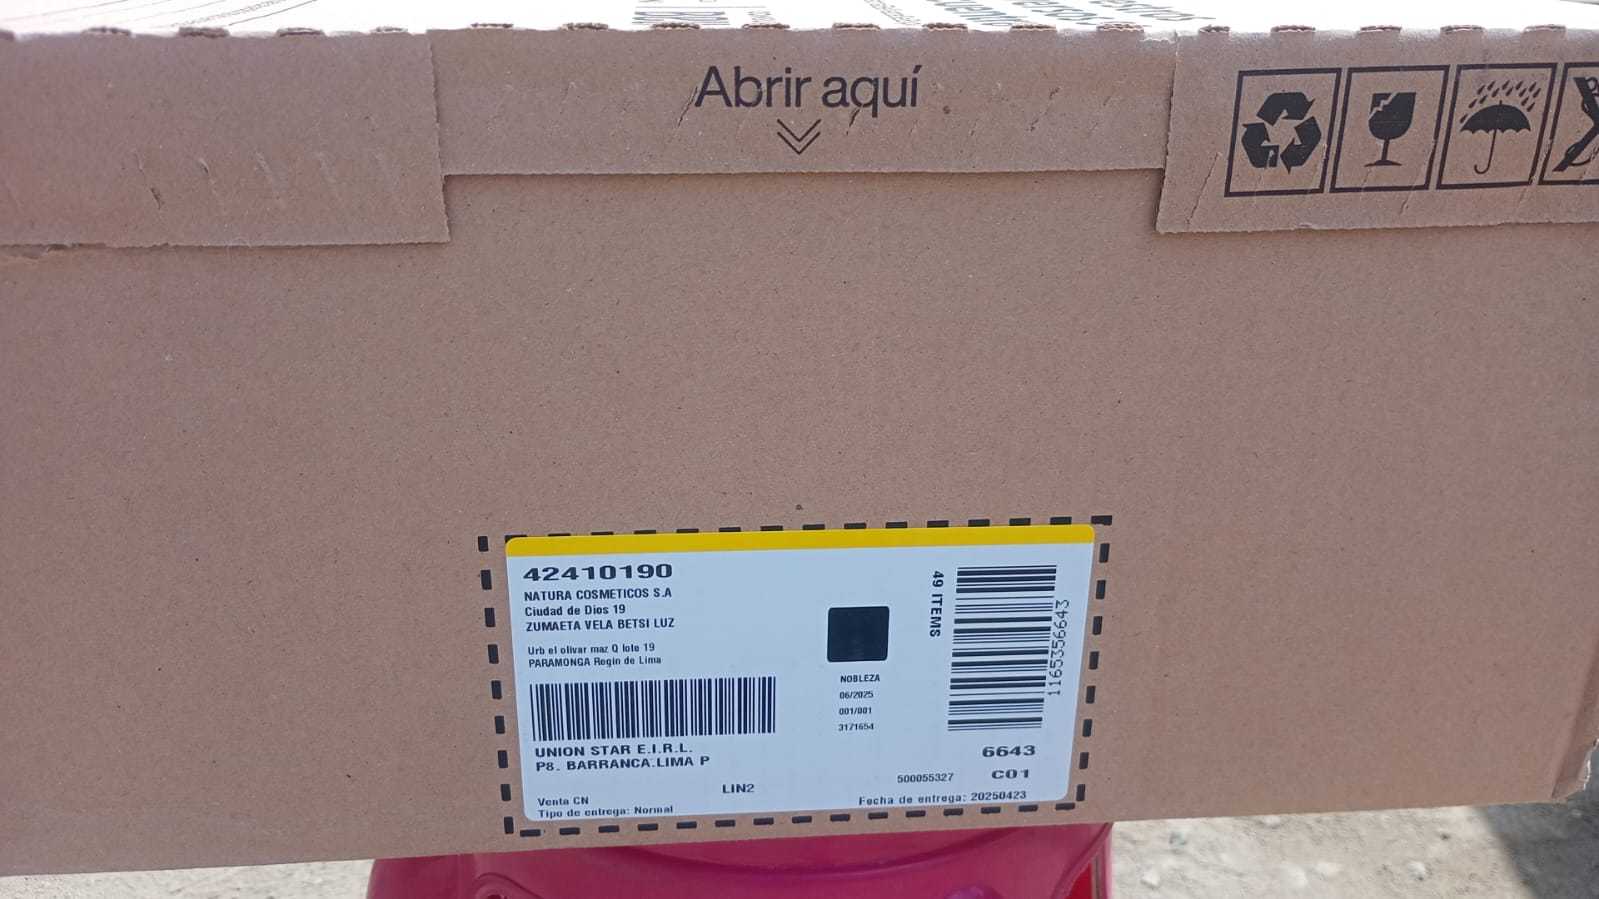 Abrir aquí
42410190
NATURA COSMETICOS S.A
Ciudad de Dios 19
ZUMAETA VELA BETSI LUZ
Urb el olivar maz Q lote 19
PARAMONGA Regin de Lima
UNION STAR E.I.R.L.
P8. BARRANCA.LIMA P
LIN2
Venta CN
Tipo de entrega: Normal
NOBLEZA
06/2025
001/001
3171654
49 ITEMS
1165356643
6643
500055327
C01
Fecha de entrega: 20250423